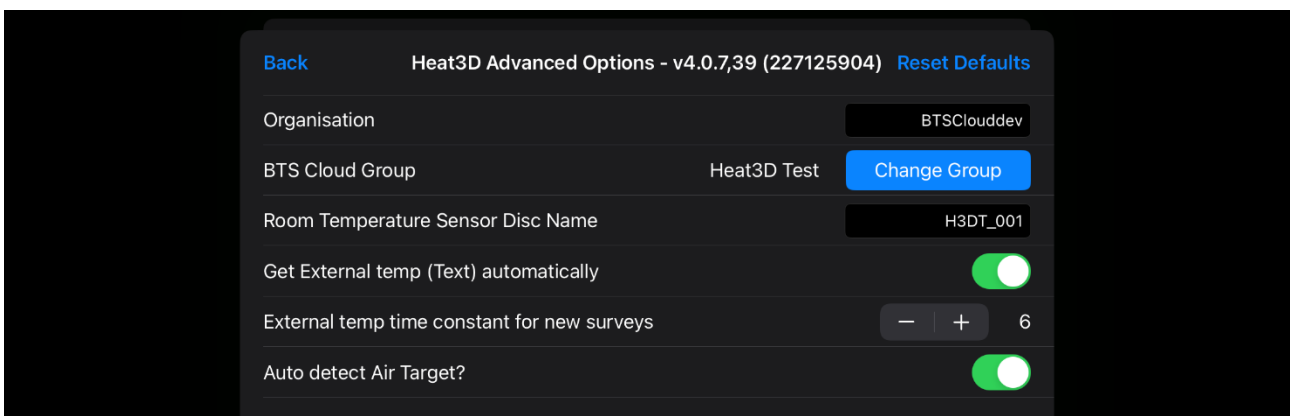 Back Heat3D Advanced Options - v4.0.7,39 (227125904) Reset Defaults
Organisation BTSClouddev
BTS Cloud Group Heat3D Test Change Group
Room Temperature Sensor Disc Name H3DT_001
Get External temp (Text) automatically
External temp time constant for new surveys − + 6
Auto detect Air Target?